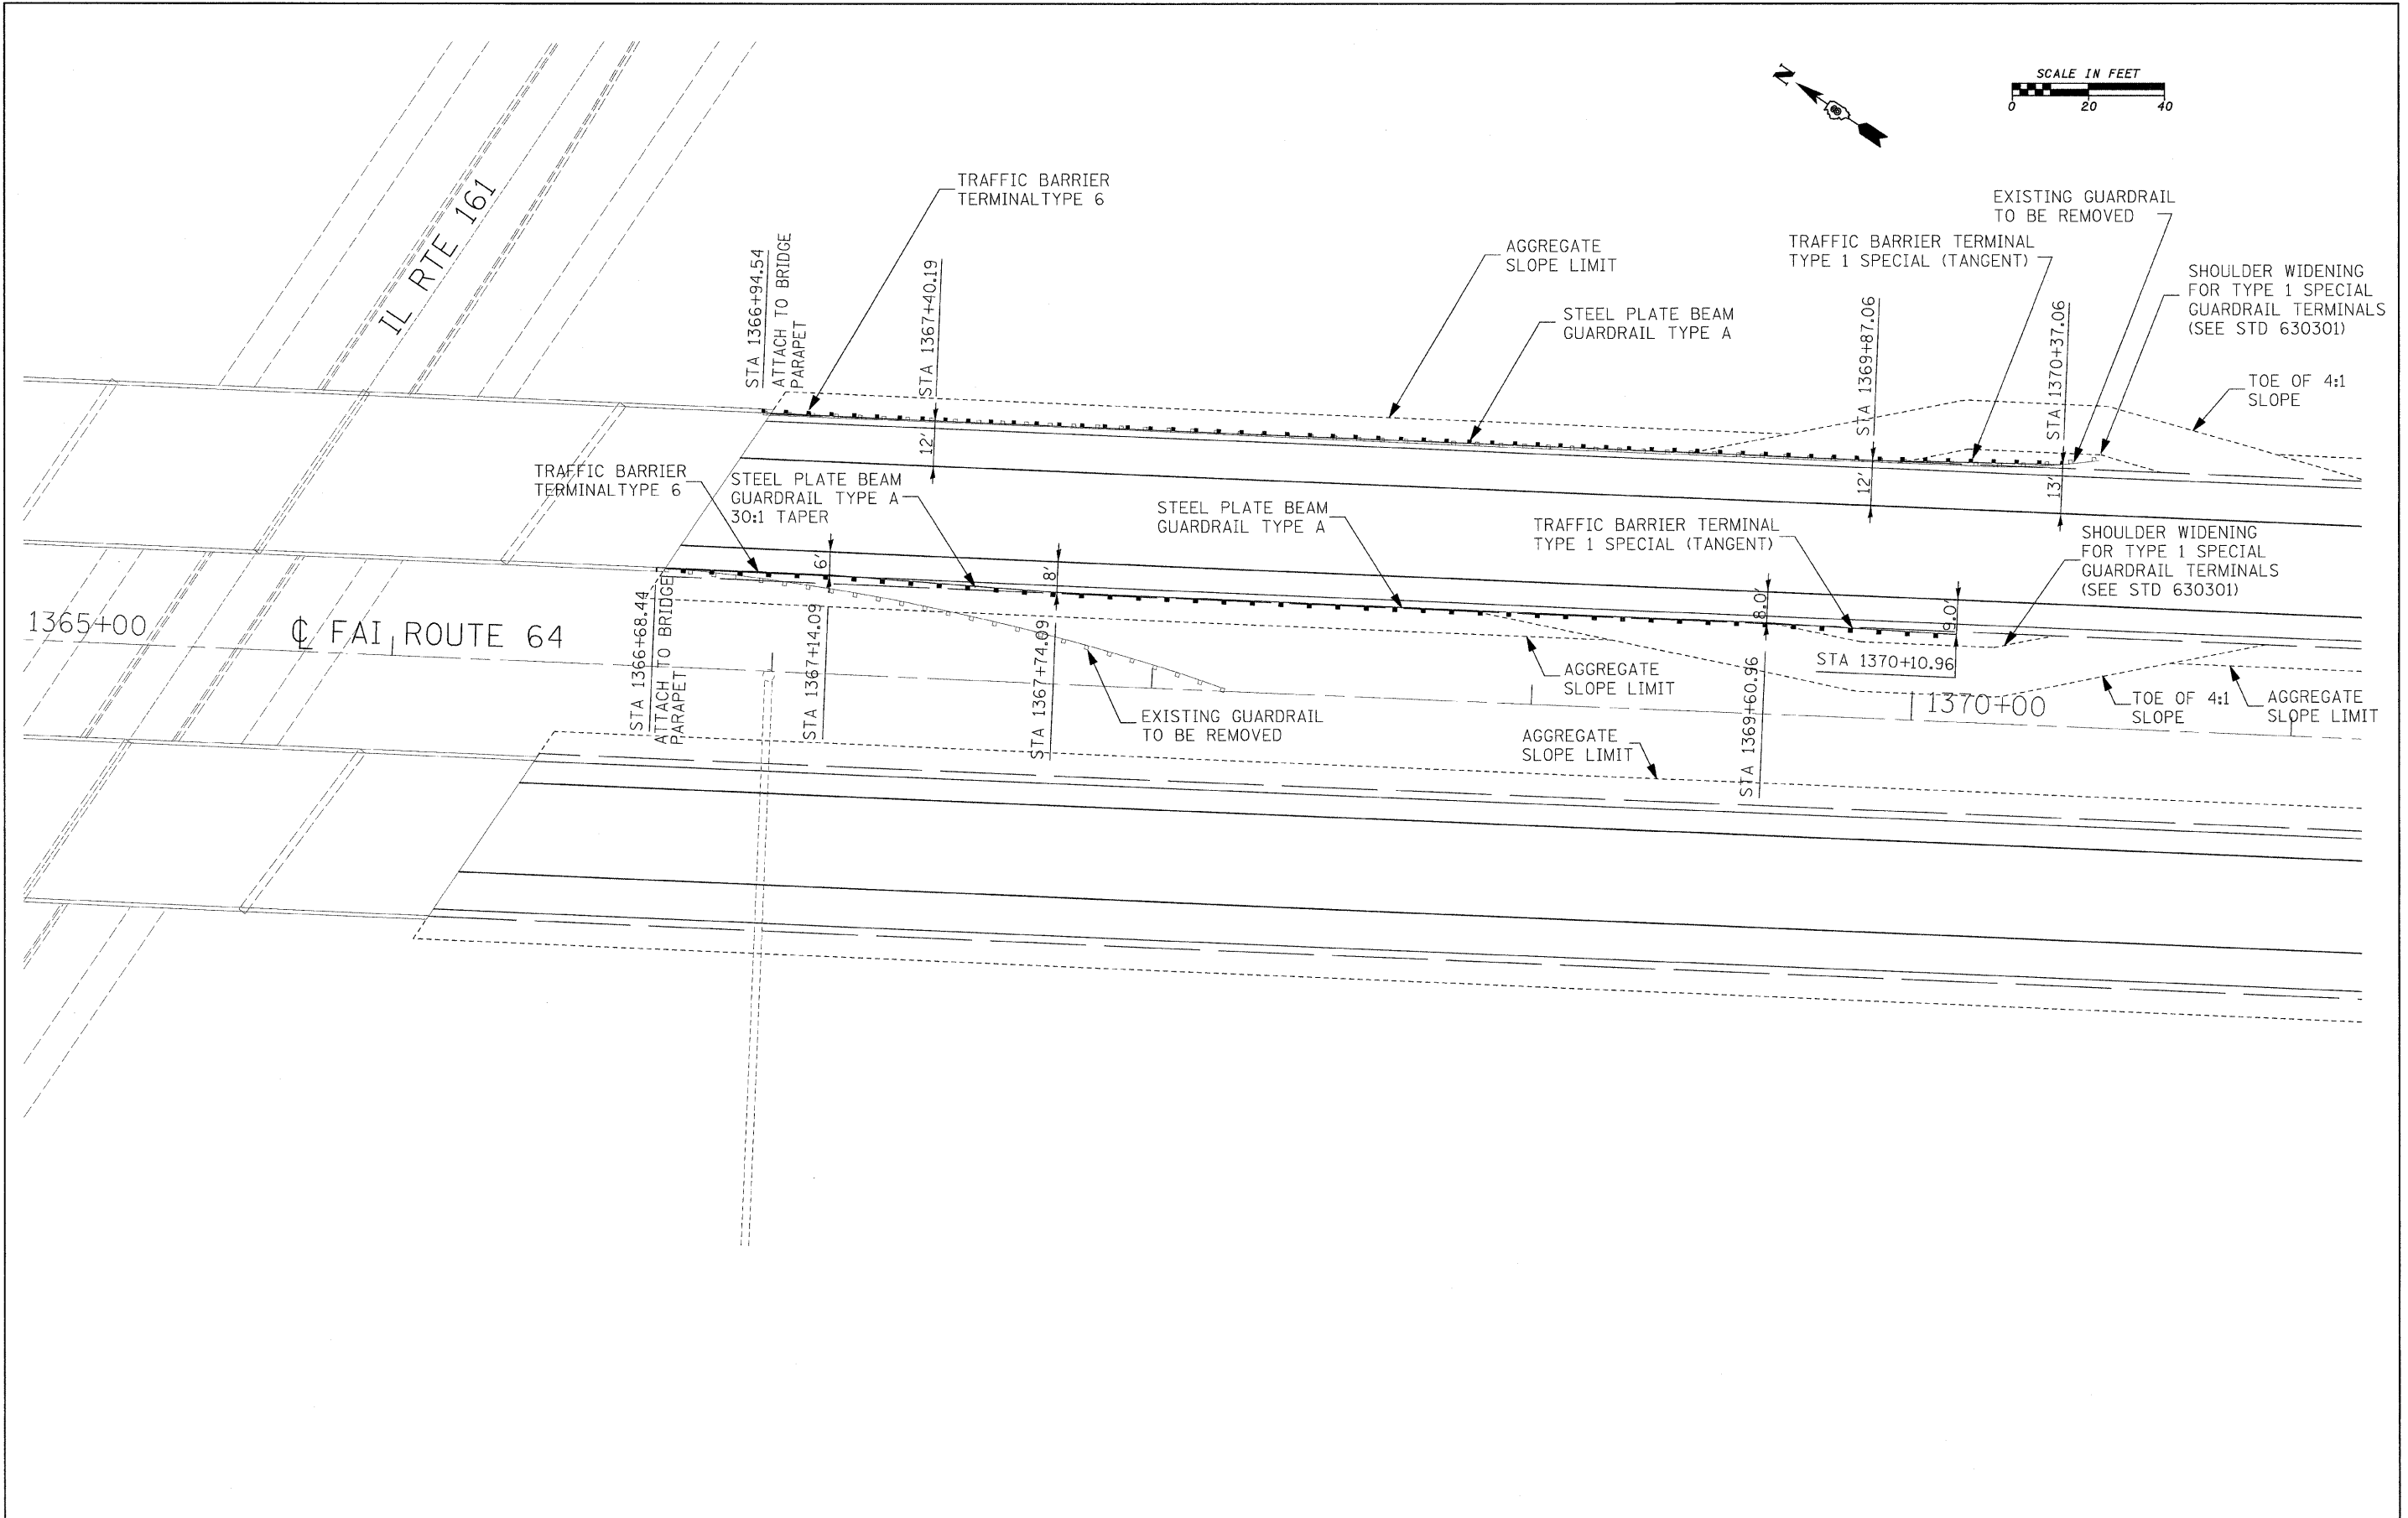 N
SCALE IN FEET
0 20 40
TRAFFIC BARRIER
TERMINALTYPE 6
EXISTING GUARDRAIL
TO BE REMOVED
IL RTE 161
STA 1366+94.54
ATTACH TO BRIDGE
PARAPET
STA 1367+40.19
AGGREGATE
SLOPE LIMIT
TRAFFIC BARRIER TERMINAL
TYPE 1 SPECIAL (TANGENT)
SHOULDER WIDENING
FOR TYPE 1 SPECIAL
GUARDRAIL TERMINALS
(SEE STD 630301)
STEEL PLATE BEAM
GUARDRAIL TYPE A
STA 1369+87.06
STA 1370+37.06
TOE OF 4:1
SLOPE
12'
12'
13'
TRAFFIC BARRIER
TERMINALTYPE 6
STEEL PLATE BEAM
GUARDRAIL TYPE A
30:1 TAPER
STEEL PLATE BEAM
GUARDRAIL TYPE A
TRAFFIC BARRIER TERMINAL
TYPE 1 SPECIAL (TANGENT)
SHOULDER WIDENING
FOR TYPE 1 SPECIAL
GUARDRAIL TERMINALS
(SEE STD 630301)
6'
8'
8.0'
9.0'
1365+00
℄ FAI ROUTE 64
STA 1366+68.44
ATTACH TO BRIDGE
PARAPET
STA 1367+14.09
STA 1367+74.09
EXISTING GUARDRAIL
TO BE REMOVED
AGGREGATE
SLOPE LIMIT
STA 1369+60.96
STA 1370+10.96
1370+00
TOE OF 4:1
SLOPE
AGGREGATE
SLOPE LIMIT
AGGREGATE
SLOPE LIMIT